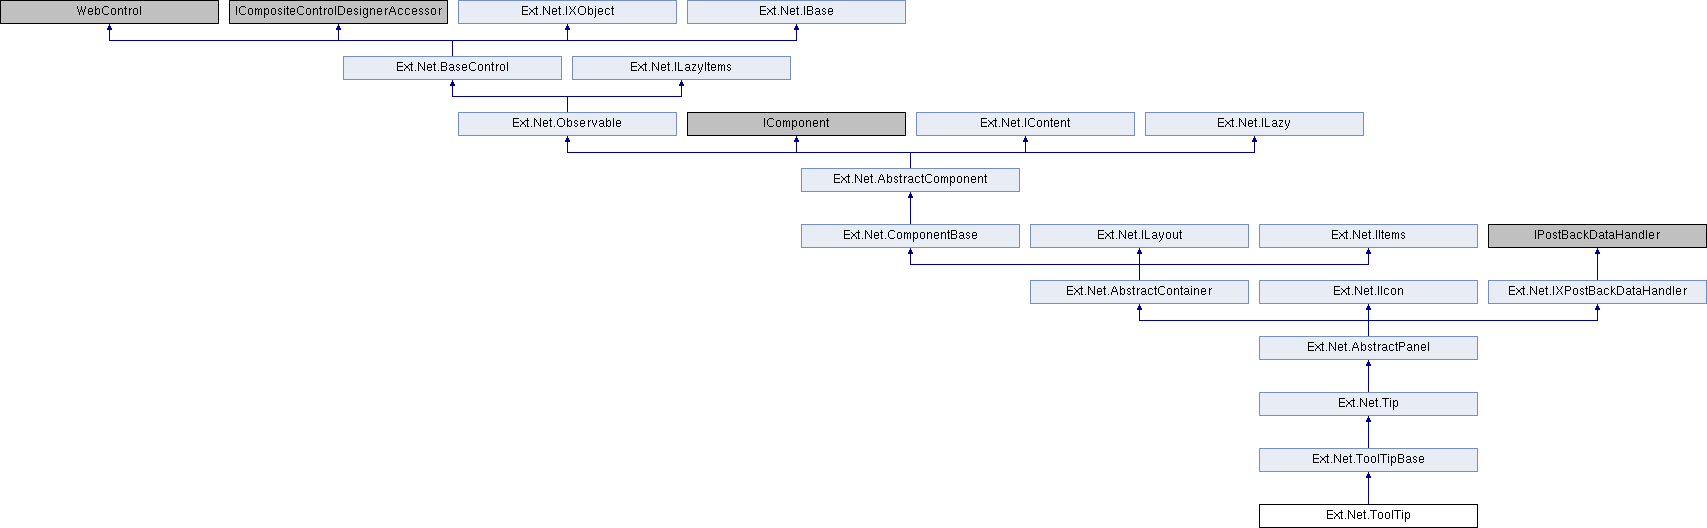 WebControl
ICompositeControlDesignerAccessor
Ext.Net.IXObject
Ext.Net.IBase
Ext.Net.BaseControl
Ext.Net.ILazyItems
Ext.Net.Observable
IComponent
Ext.Net.IContent
Ext.Net.ILazy
Ext.Net.AbstractComponent
Ext.Net.ComponentBase
Ext.Net.ILayout
Ext.Net.IItems
IPostBackDataHandler
Ext.Net.AbstractContainer
Ext.Net.IIcon
Ext.Net.IXPostBackDataHandler
Ext.Net.AbstractPanel
Ext.Net.Tip
Ext.Net.ToolTipBase
Ext.Net.ToolTip